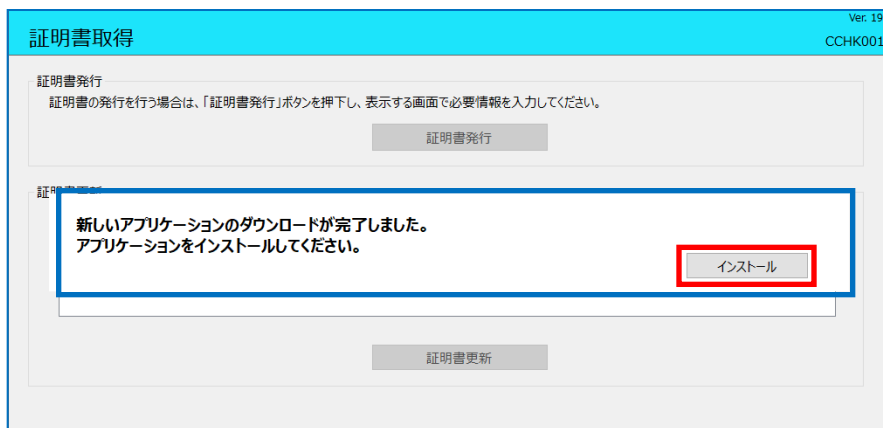 Ver. 19
証明書取得
CCHK001
証明書発行
証明書の発行を行う場合は、「証明書発行」ボタンを押下し、表示する画面で必要情報を入力してください。
証明書発行
新しいアプリケーションのダウンロードが完了しました。
アプリケーションをインストールしてください。
インストール
証明書更新